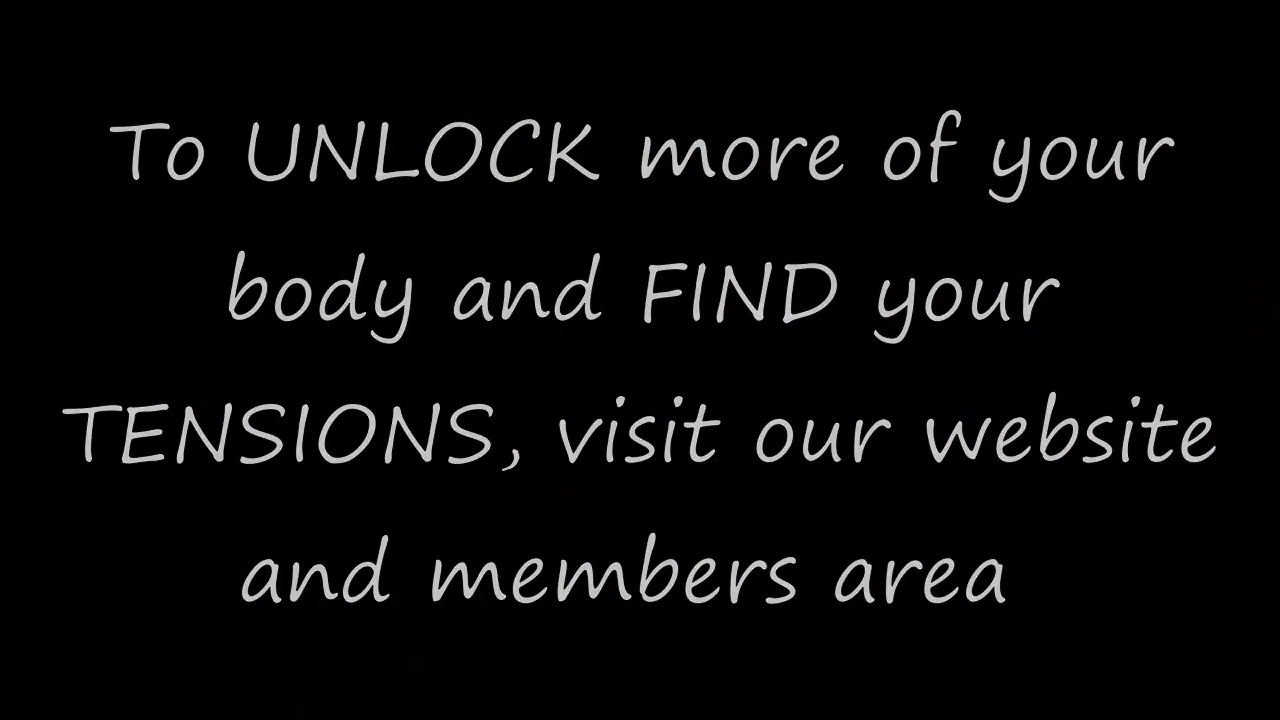 To UNLOCK more of your
body and FIND your
TENSIONS, visit our website
and members area